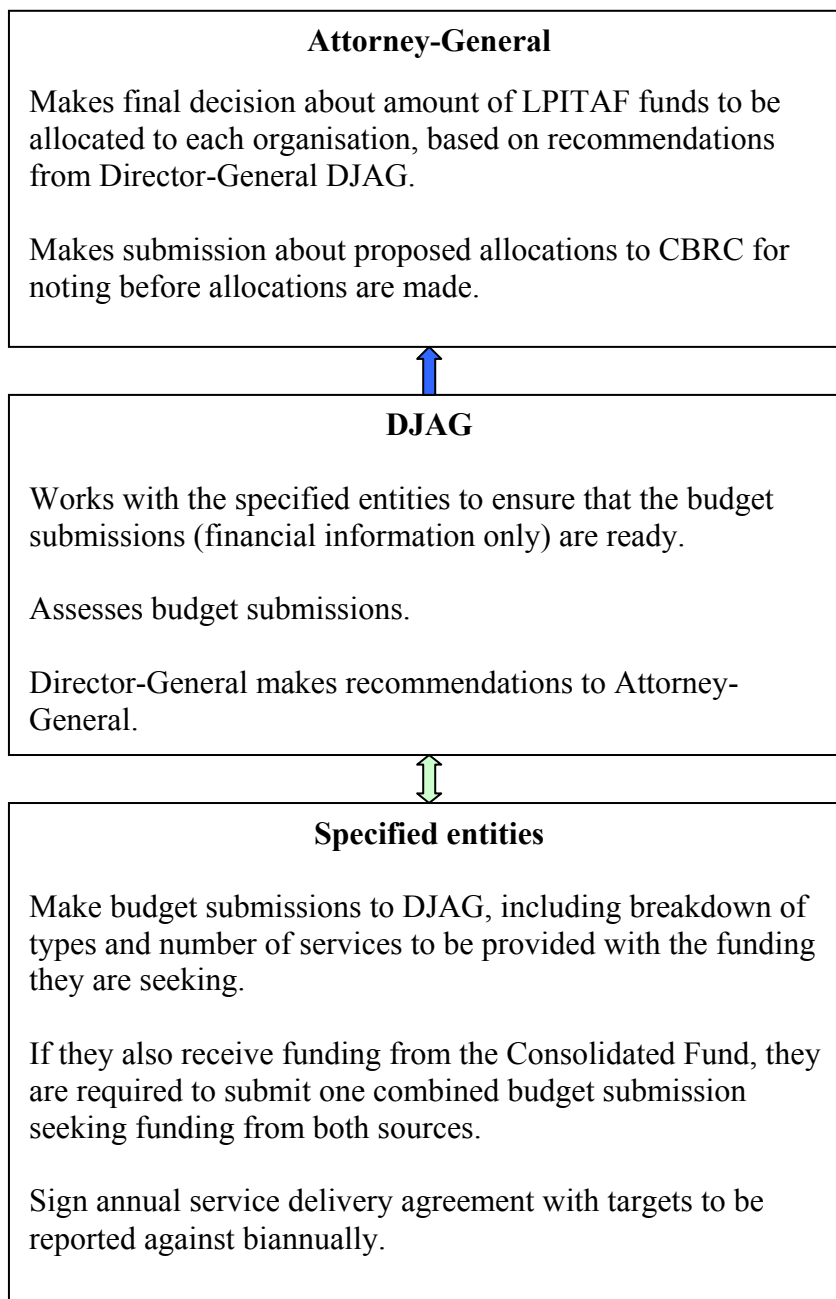 Attorney-General
Makes final decision about amount of LPITAF funds to be
allocated to each organisation, based on recommendations
from Director-General DJAG.
Makes submission about proposed allocations to CBRC for
noting before allocations are made.
DJAG
Works with the specified entities to ensure that the budget
submissions (financial information only) are ready.
Assesses budget submissions.
Director-General makes recommendations to Attorney-
General.
Specified entities
Make budget submissions to DJAG, including breakdown of
types and number of services to be provided with the funding
they are seeking.
If they also receive funding from the Consolidated Fund, they
are required to submit one combined budget submission
seeking funding from both sources.
Sign annual service delivery agreement with targets to be
reported against biannually.